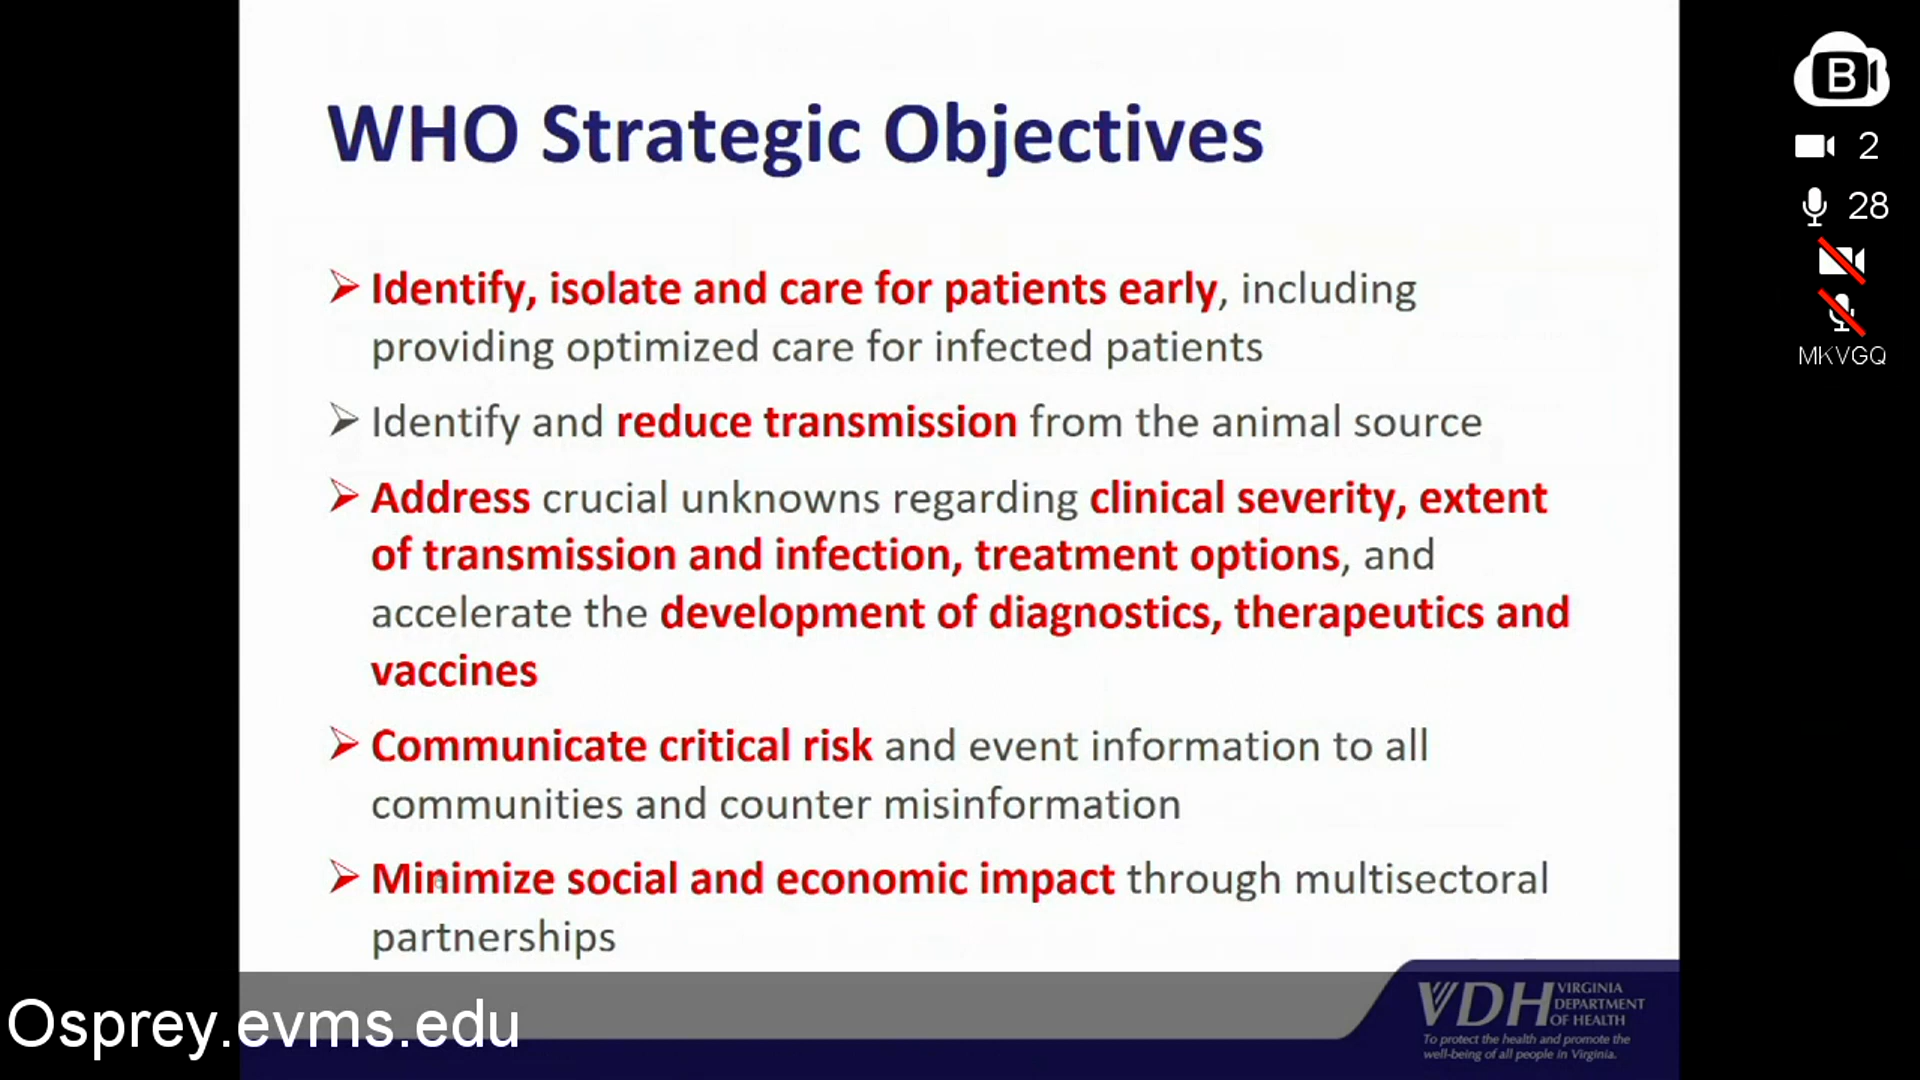 WHO Strategic Objectives
Identify, isolate and care for patients early, including
providing optimized care for infected patients
Identify and reduce transmission from the animal source
Address crucial unknowns regarding clinical severity, extent
of transmission and infection, treatment options, and
accelerate the development of diagnostics, therapeutics and
vaccines
Communicate critical risk and event information to all
communities and counter misinformation
Minimize social and economic impact through multisectoral
partnerships
B
2
28
MKVGQ
Osprey.evms.edu
VDH VIRGINIA
DEPARTMENT
OF HEALTH
To protect the health and promote the
well-being of all people in Virginia.